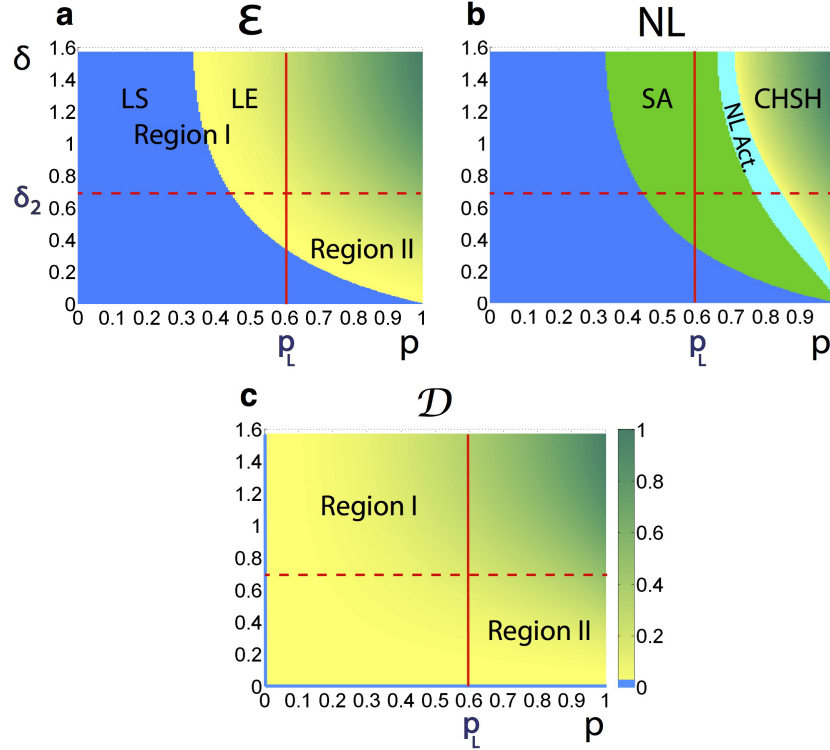 a ε b NL
δ 1.6 1.6
1.4 1.4
LS LE SA CHSH
1.2 1.2
Region I NL Act.
1 1
0.8 0.8
δ2 0.6 0.6
0.4 Region II 0.4
0.2 0.2
0 0
0 0.1 0.2 0.3 0.4 0.5 0.6 0.7 0.8 0.9 1 0 0.1 0.2 0.3 0.4 0.5 0.6 0.7 0.8 0.9
pL p pL p
c D
1.6 1
1.4
1.2 Region I 0.8
1 0.6
0.8
0.6 0.4
0.4 Region II 0.2
0.2
0 0
0 0.1 0.2 0.3 0.4 0.5 0.6 0.7 0.8 0.9 1
pL p